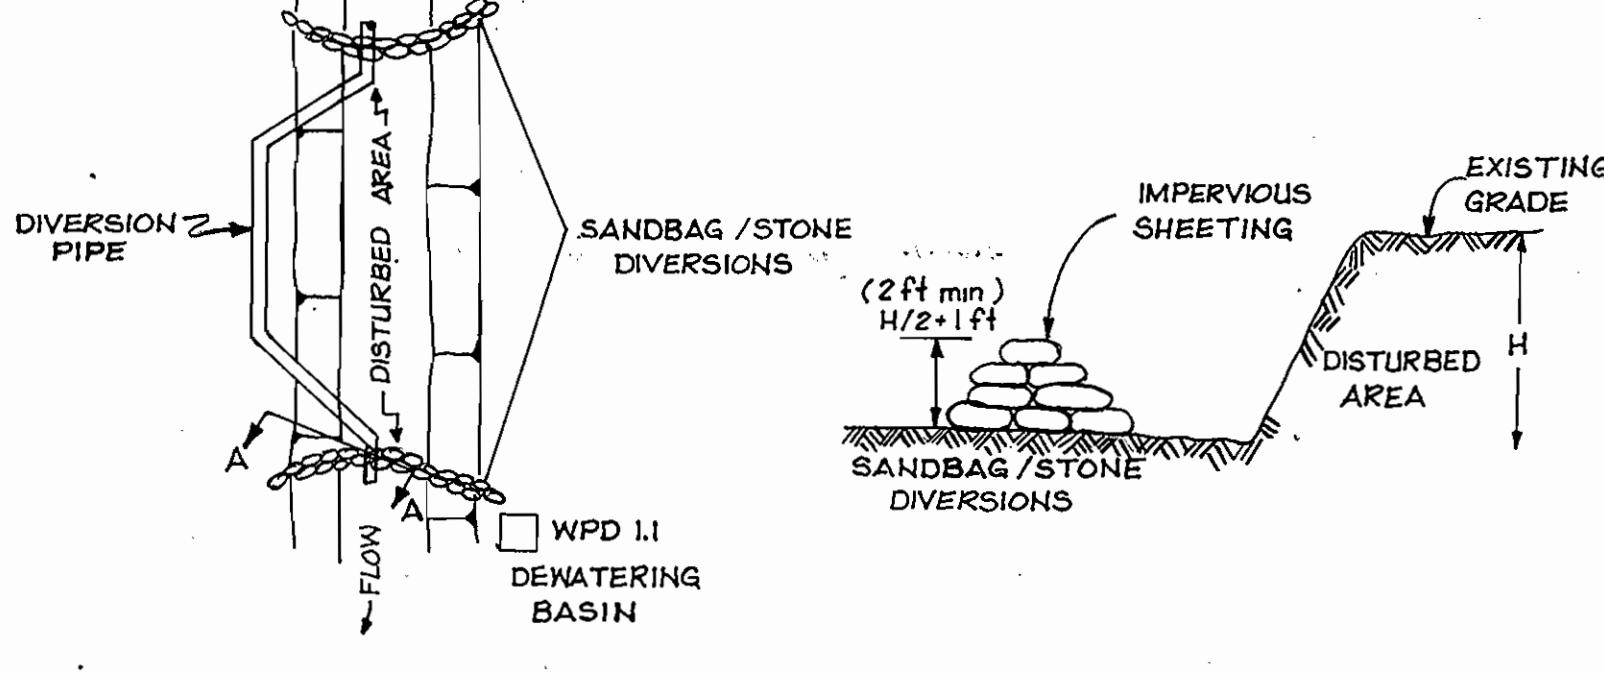 DIVERSION
PIPE
DISTURBED AREA
SANDBAG / STONE
DIVERSIONS
A
A
FLOW
WPD 1.1
DEWATERING
BASIN
IMPERVIOUS
SHEETING
(2 ft min)
H/2+1 ft
EXISTING
GRADE
H
DISTURBED
AREA
SANDBAG / STONE
DIVERSIONS